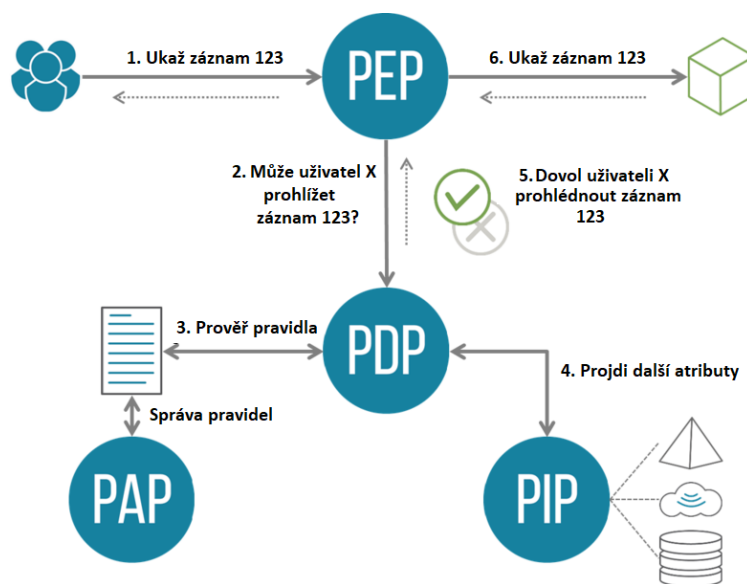 1. Ukaž záznam 123
PEP
6. Ukaž záznam 123
2. Může uživatel X
prohlížet
záznam 123?
5. Dovol uživateli X
prohlédnout záznam
123
3. Prověř pravidla
PDP
4. Projdi další atributy
Správa pravidel
PAP
PIP